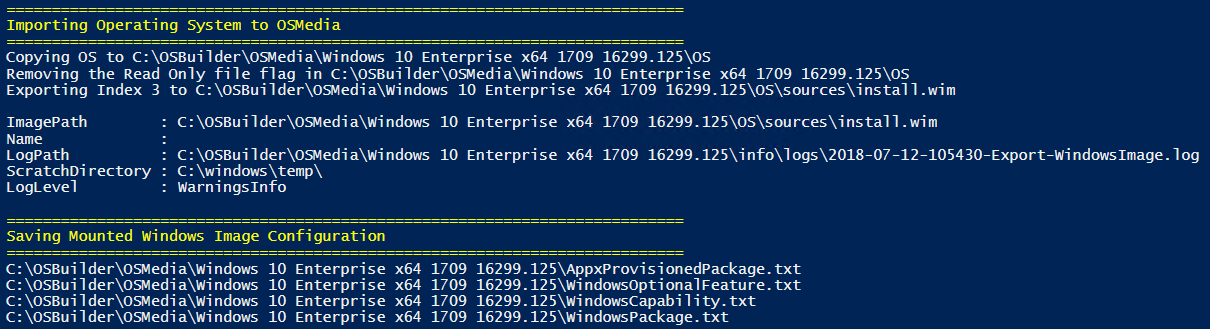 ===========================================================================
Importing Operating System to OSMedia
===========================================================================
Copying OS to C:\OSBuilder\OSMedia\Windows 10 Enterprise x64 1709 16299.125\OS
Removing the Read Only file flag in C:\OSBuilder\OSMedia\Windows 10 Enterprise x64 1709 16299.125\OS
Exporting Index 3 to C:\OSBuilder\OSMedia\Windows 10 Enterprise x64 1709 16299.125\OS\sources\install.wim

ImagePath        : C:\OSBuilder\OSMedia\Windows 10 Enterprise x64 1709 16299.125\OS\sources\install.wim
Name             :
LogPath          : C:\OSBuilder\OSMedia\Windows 10 Enterprise x64 1709 16299.125\info\logs\2018-07-12-105430-Export-WindowsImage.log
ScratchDirectory : C:\windows\temp\
LogLevel         : WarningsInfo

===========================================================================
Saving Mounted Windows Image Configuration
===========================================================================
C:\OSBuilder\OSMedia\Windows 10 Enterprise x64 1709 16299.125\AppxProvisionedPackage.txt
C:\OSBuilder\OSMedia\Windows 10 Enterprise x64 1709 16299.125\WindowsOptionalFeature.txt
C:\OSBuilder\OSMedia\Windows 10 Enterprise x64 1709 16299.125\WindowsCapability.txt
C:\OSBuilder\OSMedia\Windows 10 Enterprise x64 1709 16299.125\WindowsPackage.txt